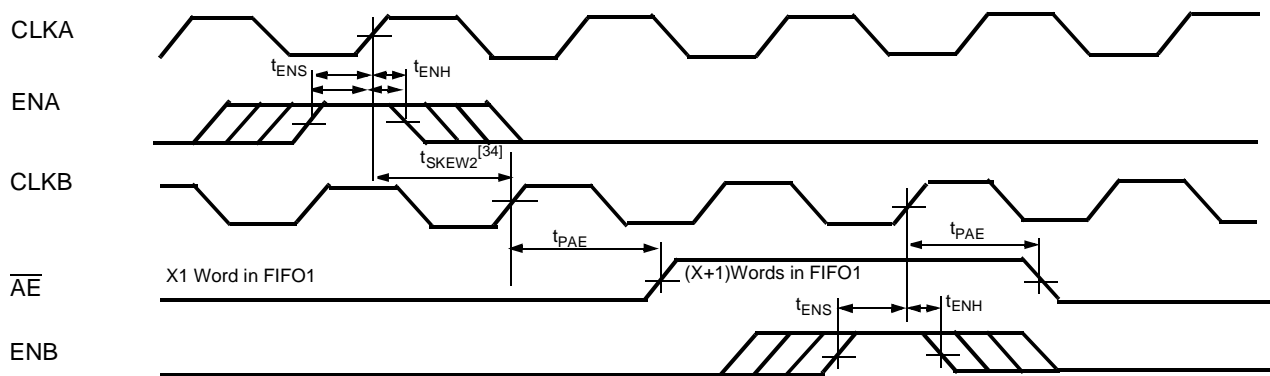 CLKA
tENS
tENH
ENA
tSKEW2[34]
CLKB
tPAE
tPAE
AE
X1 Word in FIFO1
(X+1)Words in FIFO1
tENS
tENH
ENB